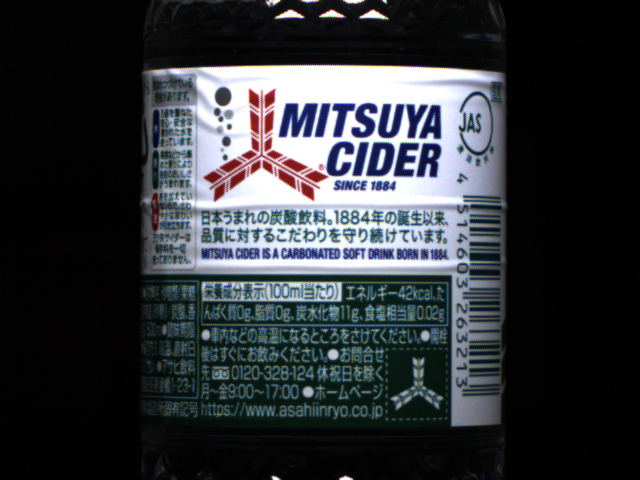 MITSUYA
CIDER
®
SINCE 1884
JAS
日本うまれの炭酸飲料。1884年の誕生以来、
品質に対するこだわりを守り続けています。
MITSUYA CIDER IS A CARBONATED SOFT DRINK BORN IN 1884.
栄養成分表示(100ml当たり) エネルギー42kcal、た
んぱく質0g、脂質0g、炭水化物11g、食塩相当量0.02g
●車内などの高温になるところをさけてください。●開栓
後はすぐにお飲みください。●お問合せ
先 0120-328-124 休祝日を除く
月~金9:00~17:00 ●ホームページ
https://www.asahiinryo.co.jp
4 514603 263213